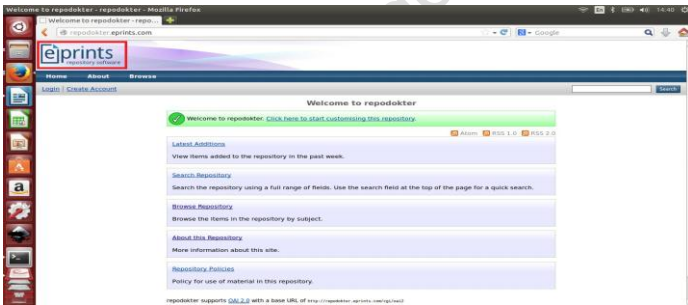 Welcome to repodokter - repodokter - Mozilla Firefox
14:40
Welcome to repodokter - repo...
repodokter.eprints.com
Google
eprints
repository software
Home About Browse
Login | Create Account
Search
Welcome to repodokter
Welcome to repodokter. Click here to start customising this repository.
Atom RSS 1.0 RSS 2.0
Latest Additions
View items added to the repository in the past week.
Search Repository
Search the repository using a full range of fields. Use the search field at the top of the page for a quick search.
Browse Repository
Browse the items in the repository by subject.
About this Repository
More information about this site.
Repository Policies
Policy for use of material in this repository.
repodokter supports OAI 2.0 with a base URL of http://repodokter.eprints.com/cgi/oai2